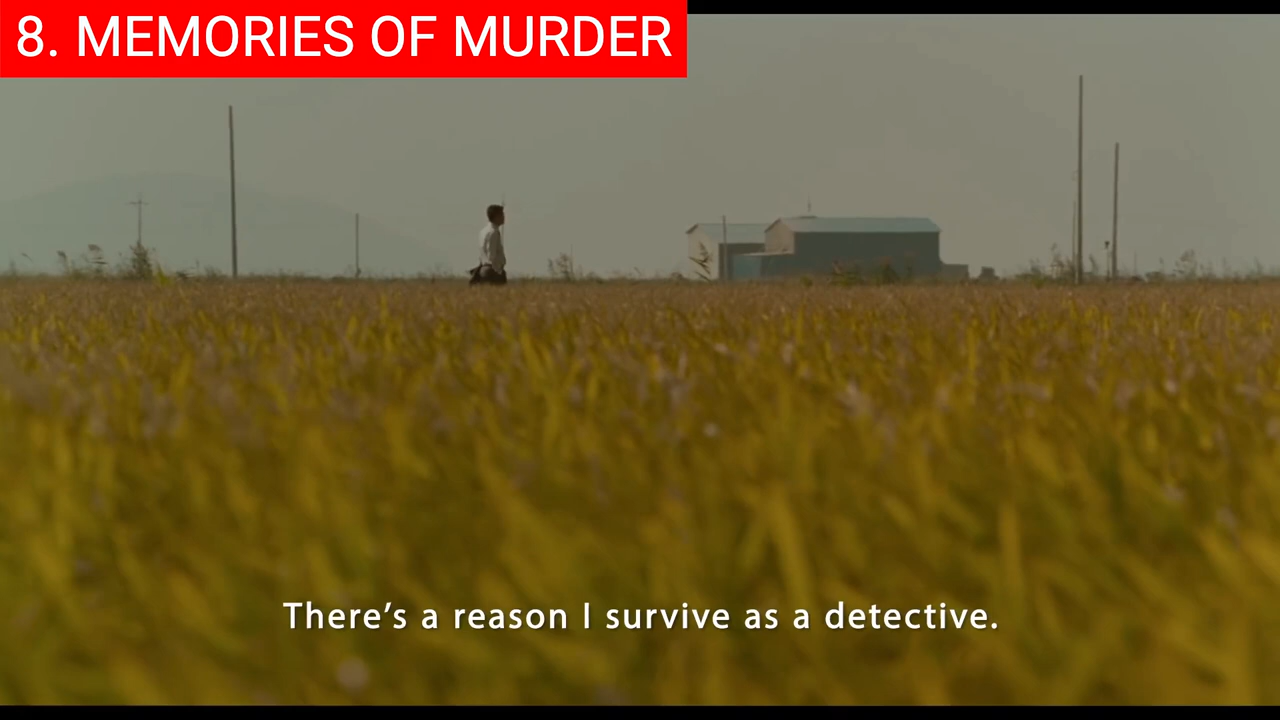 8. MEMORIES OF MURDER
There's a reason I survive as a detective.